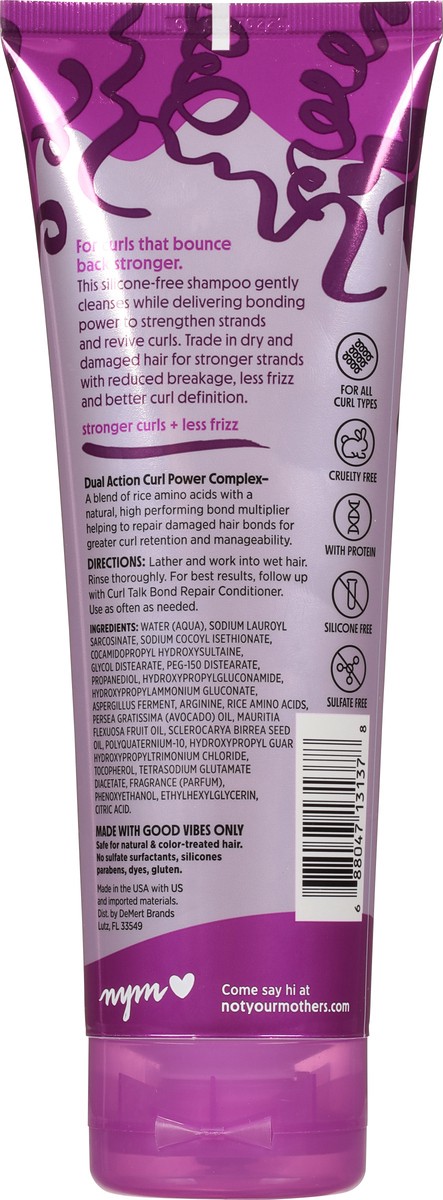 For curls that bounce
back stronger.
This silicone-free shampoo gently
cleanses while delivering bonding
power to strengthen strands
and revive curls. Trade in dry and
damaged hair for stronger strands
with reduced breakage, less frizz
and better curl definition.
stronger curls + less frizz
FOR ALL
CURL TYPES
CRUELTY FREE
WITH PROTEIN
SILICONE FREE
SULFATE FREE
Dual Action Curl Power Complex–
A blend of rice amino acids with a
natural, high performing bond multiplier
helping to repair damaged hair bonds for
greater curl retention and manageability.
DIRECTIONS: Lather and work into wet hair.
Rinse thoroughly. For best results, follow up
with Curl Talk Bond Repair Conditioner.
Use as often as needed.
INGREDIENTS: WATER (AQUA), SODIUM LAUROYL
SARCOSINATE, SODIUM COCOYL ISETHIONATE,
COCAMIDOPROPYL HYDROXYSULTAINE,
GLYCOL DISTEARATE, PEG-150 DISTEARATE,
PROPANEDIOL, HYDROXYPROPYLGLUCONAMIDE,
HYDROXYPROPYLAMMONIUM GLUCONATE,
ASPERGILLUS FERMENT, ARGININE, RICE AMINO ACIDS,
PERSEA GRATISSIMA (AVOCADO) OIL, MAURITIA
FLEXUOSA FRUIT OIL, SCLEROCARYA BIRREA SEED
OIL, POLYQUATERNIUM-10, HYDROXYPROPYL GUAR
HYDROXYPROPYLTRIMONIUM CHLORIDE,
TOCOPHEROL, TETRASODIUM GLUTAMATE
DIACETATE, FRAGRANCE (PARFUM),
PHENOXYETHANOL, ETHYLHEXYLGLYCERIN,
CITRIC ACID.
MADE WITH GOOD VIBES ONLY
Safe for natural & color-treated hair.
No sulfate surfactants, silicones
parabens, dyes, gluten.
Made in the USA with US
and imported materials.
Dist. by DeMert Brands
Lutz, FL 33549
6 88047 13137 8
nym
Come say hi at
notyourmothers.com